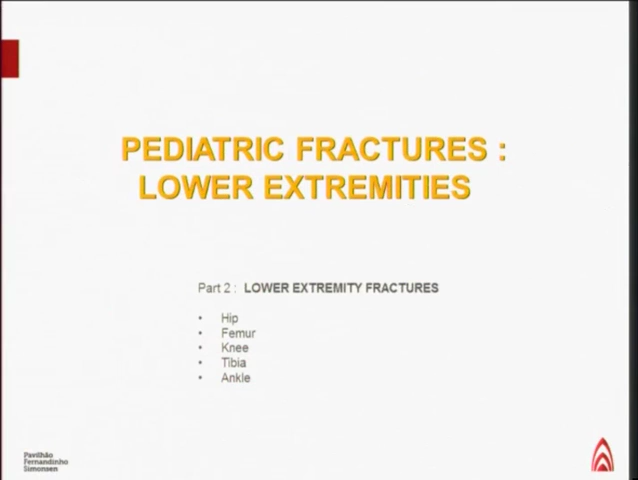 PEDIATRIC FRACTURES :
LOWER EXTREMITIES
Part 2 : LOWER EXTREMITY FRACTURES
• Hip
• Femur
• Knee
• Tibia
• Ankle
Pavilhão
Fernandinho
Simonsen